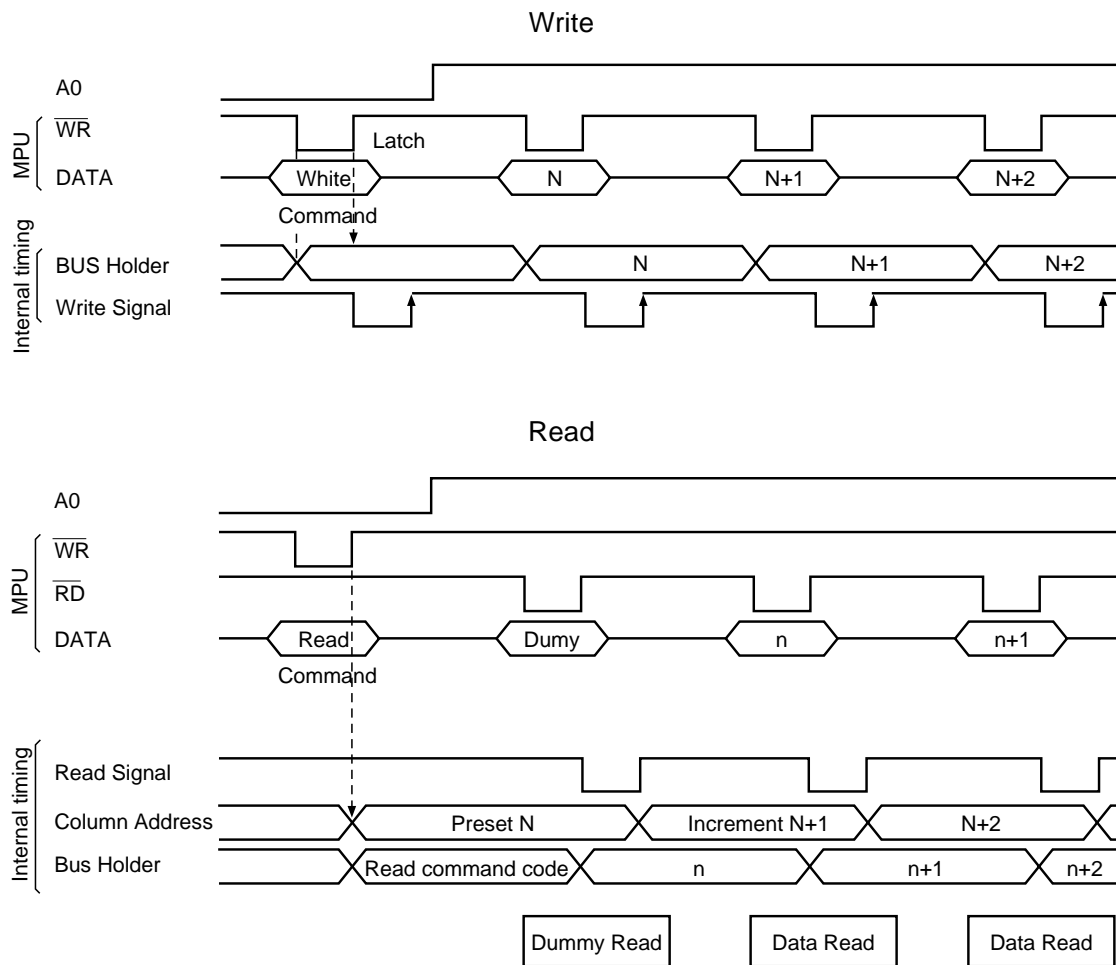 Write
A0
MPU
WR
Latch
DATA
White
N
N+1
N+2
Command
Internal timing
BUS Holder
N
N+1
N+2
Write Signal
Read
A0
MPU
WR
RD
DATA
Read
Dumy
n
n+1
Command
Internal timing
Read Signal
Column Address
Preset N
Increment N+1
N+2
Bus Holder
Read command code
n
n+1
n+2
Dummy Read
Data Read
Data Read